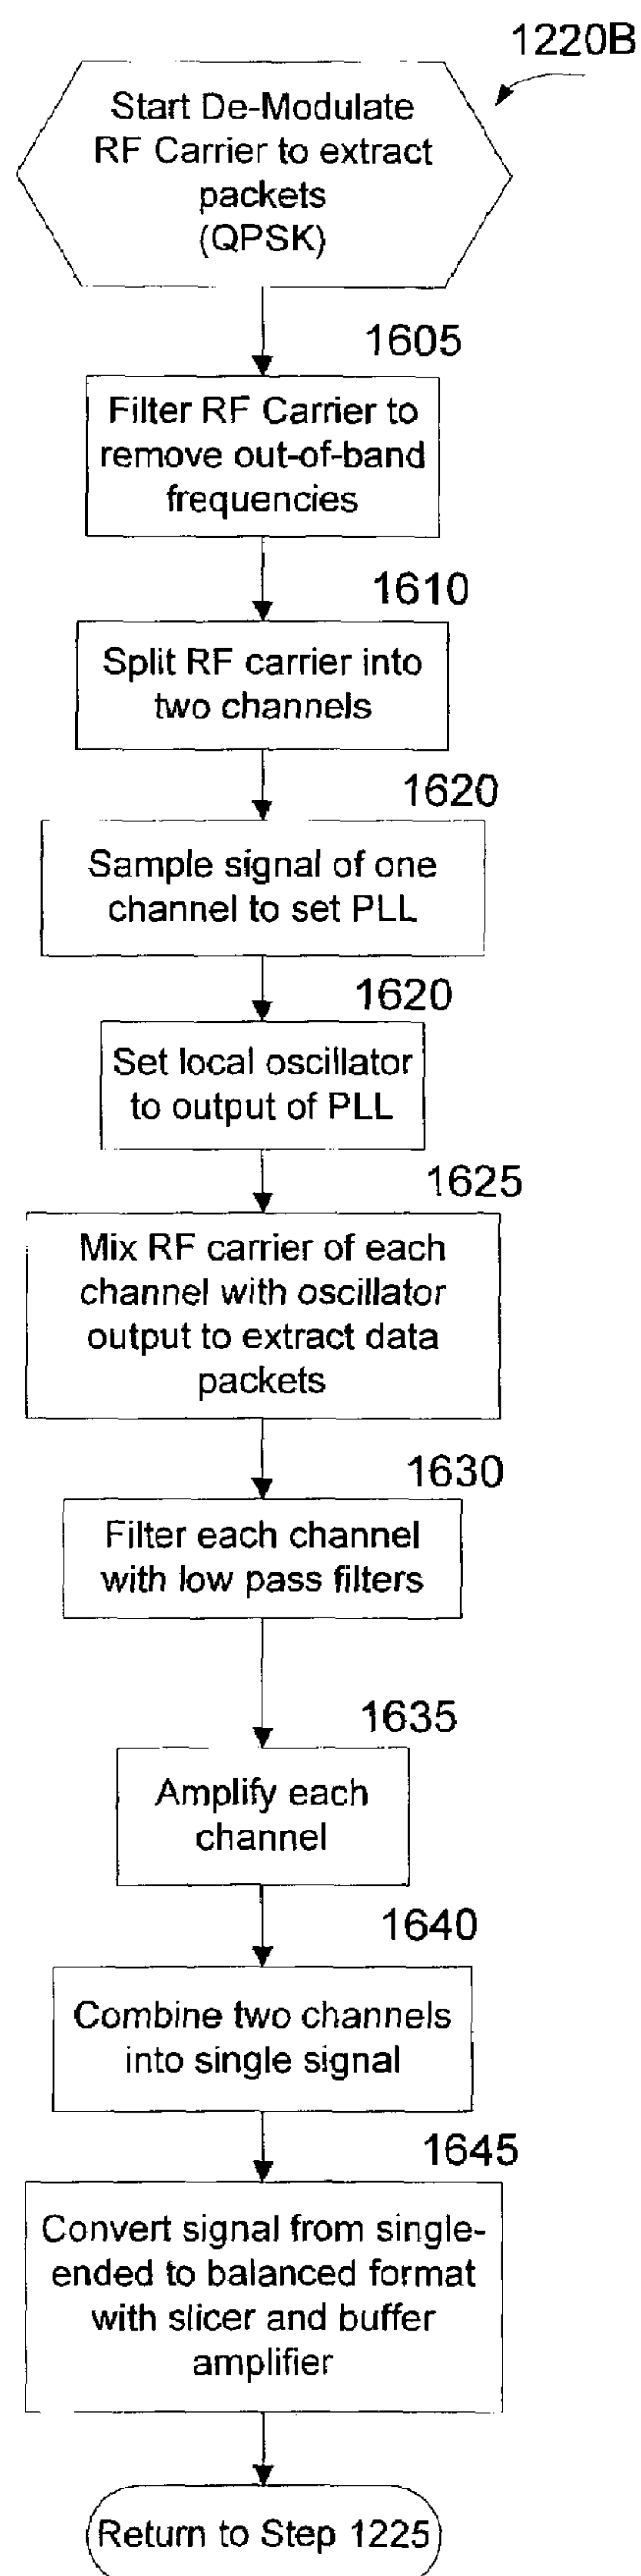 1220B
Start De-Modulate
RF Carrier to extract
packets
(QPSK)
1605
Filter RF Carrier to
remove out-of-band
frequencies
1610
Split RF carrier into
two channels
1620
Sample signal of one
channel to set PLL
1620
Set local oscillator
to output of PLL
1625
Mix RF carrier of each
channel with oscillator
output to extract data
packets
1630
Filter each channel
with low pass filters
1635
Amplify each
channel
1640
Combine two channels
into single signal
1645
Convert signal from single-
ended to balanced format
with slicer and buffer
amplifier
Return to Step 1225